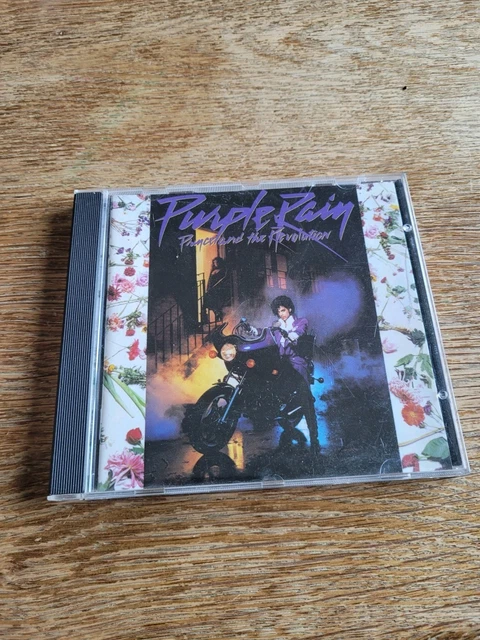 Purple Rain
Prince and the Revolution